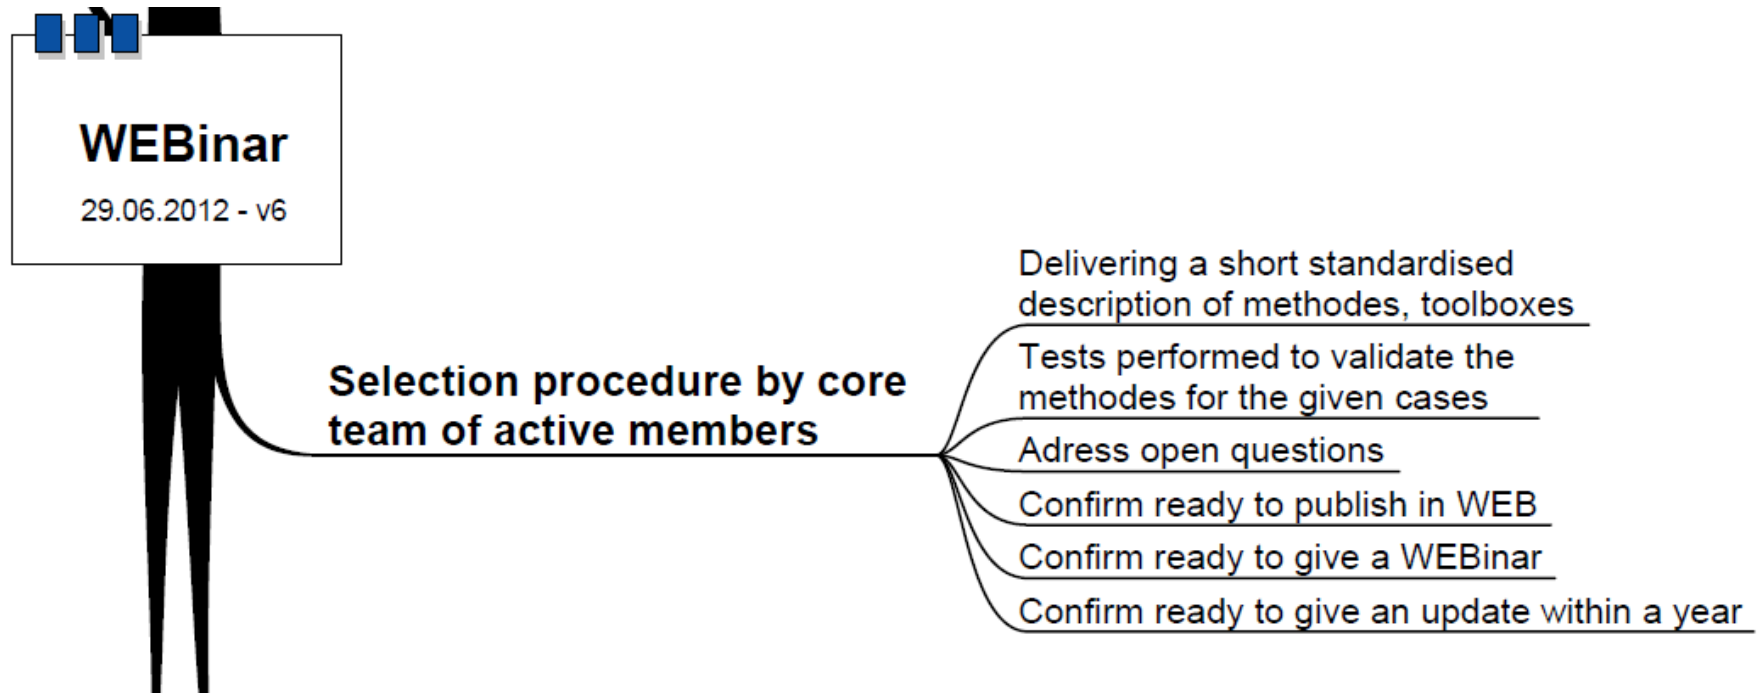 WEBinar
29.06.2012 - v6
Selection procedure by core
team of active members
Delivering a short standardised
description of methodes, toolboxes
Tests performed to validate the
methodes for the given cases
Adress open questions
Confirm ready to publish in WEB
Confirm ready to give a WEBinar
Confirm ready to give an update within a year